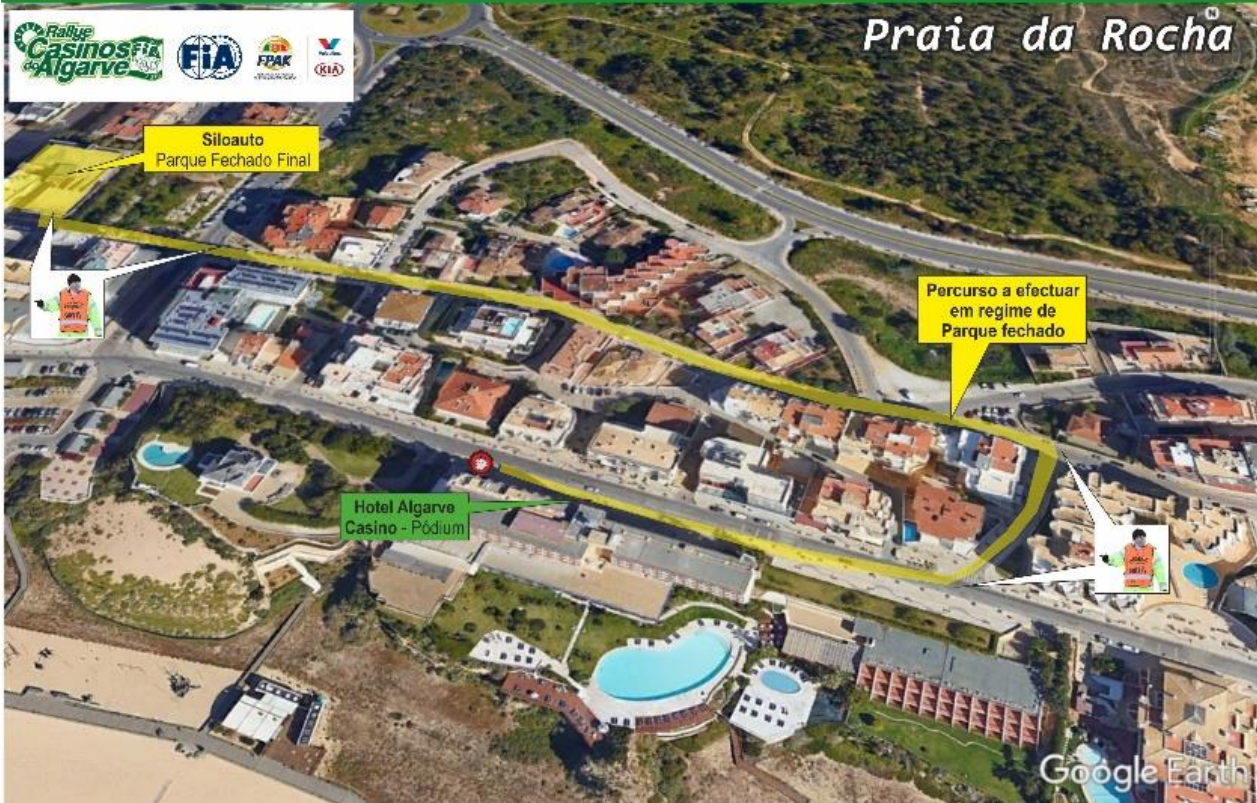 Rallye
Casinos
do Algarve
FIA
FPAK
Valvoline
KIA
Praia da Rocha
N
Siloauto
Parque Fechado Final
Percurso a efectuar
em regime de
Parque fechado
Hotel Algarve
Casino - Pódium
Google Earth